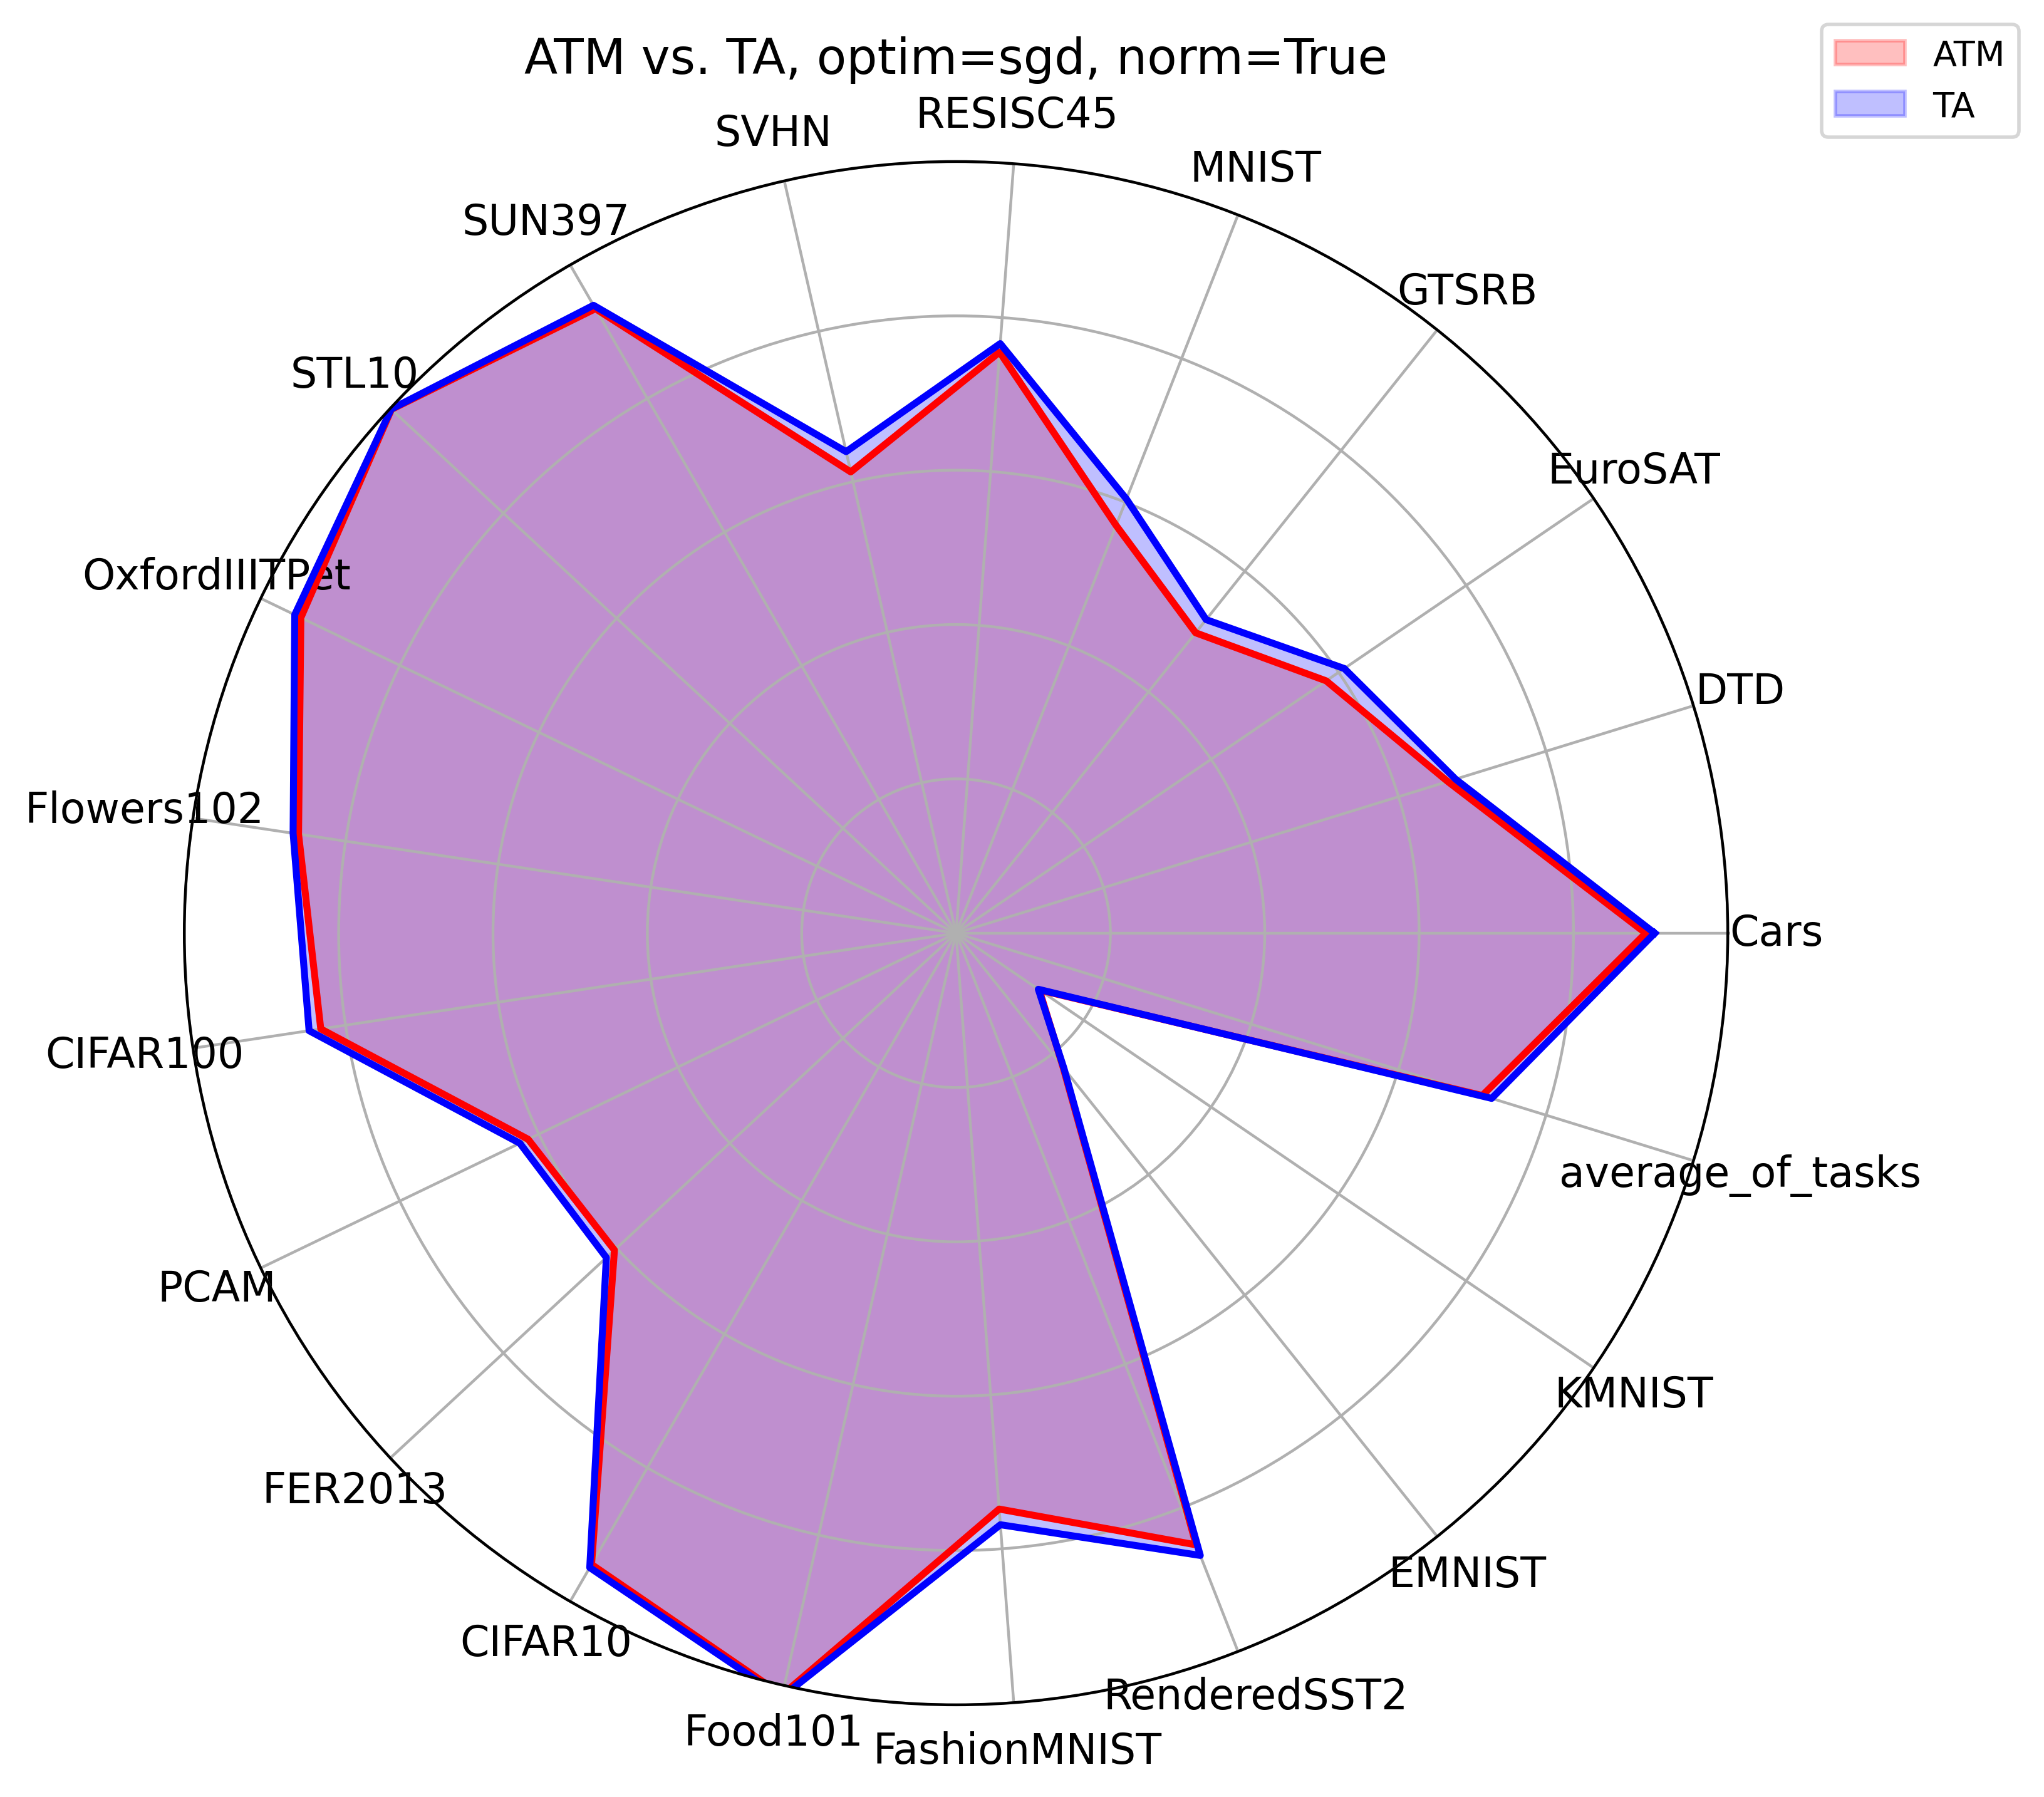 ATM vs. TA, optim=sgd, norm=True
ATM
TA
RESISC45
SVHN
MNIST
SUN397
GTSRB
STL10
EuroSAT
OxfordIIITPet
DTD
Flowers102
Cars
CIFAR100
average_of_tasks
PCAM
KMNIST
FER2013
EMNIST
CIFAR10
RenderedSST2
Food101
FashionMNIST